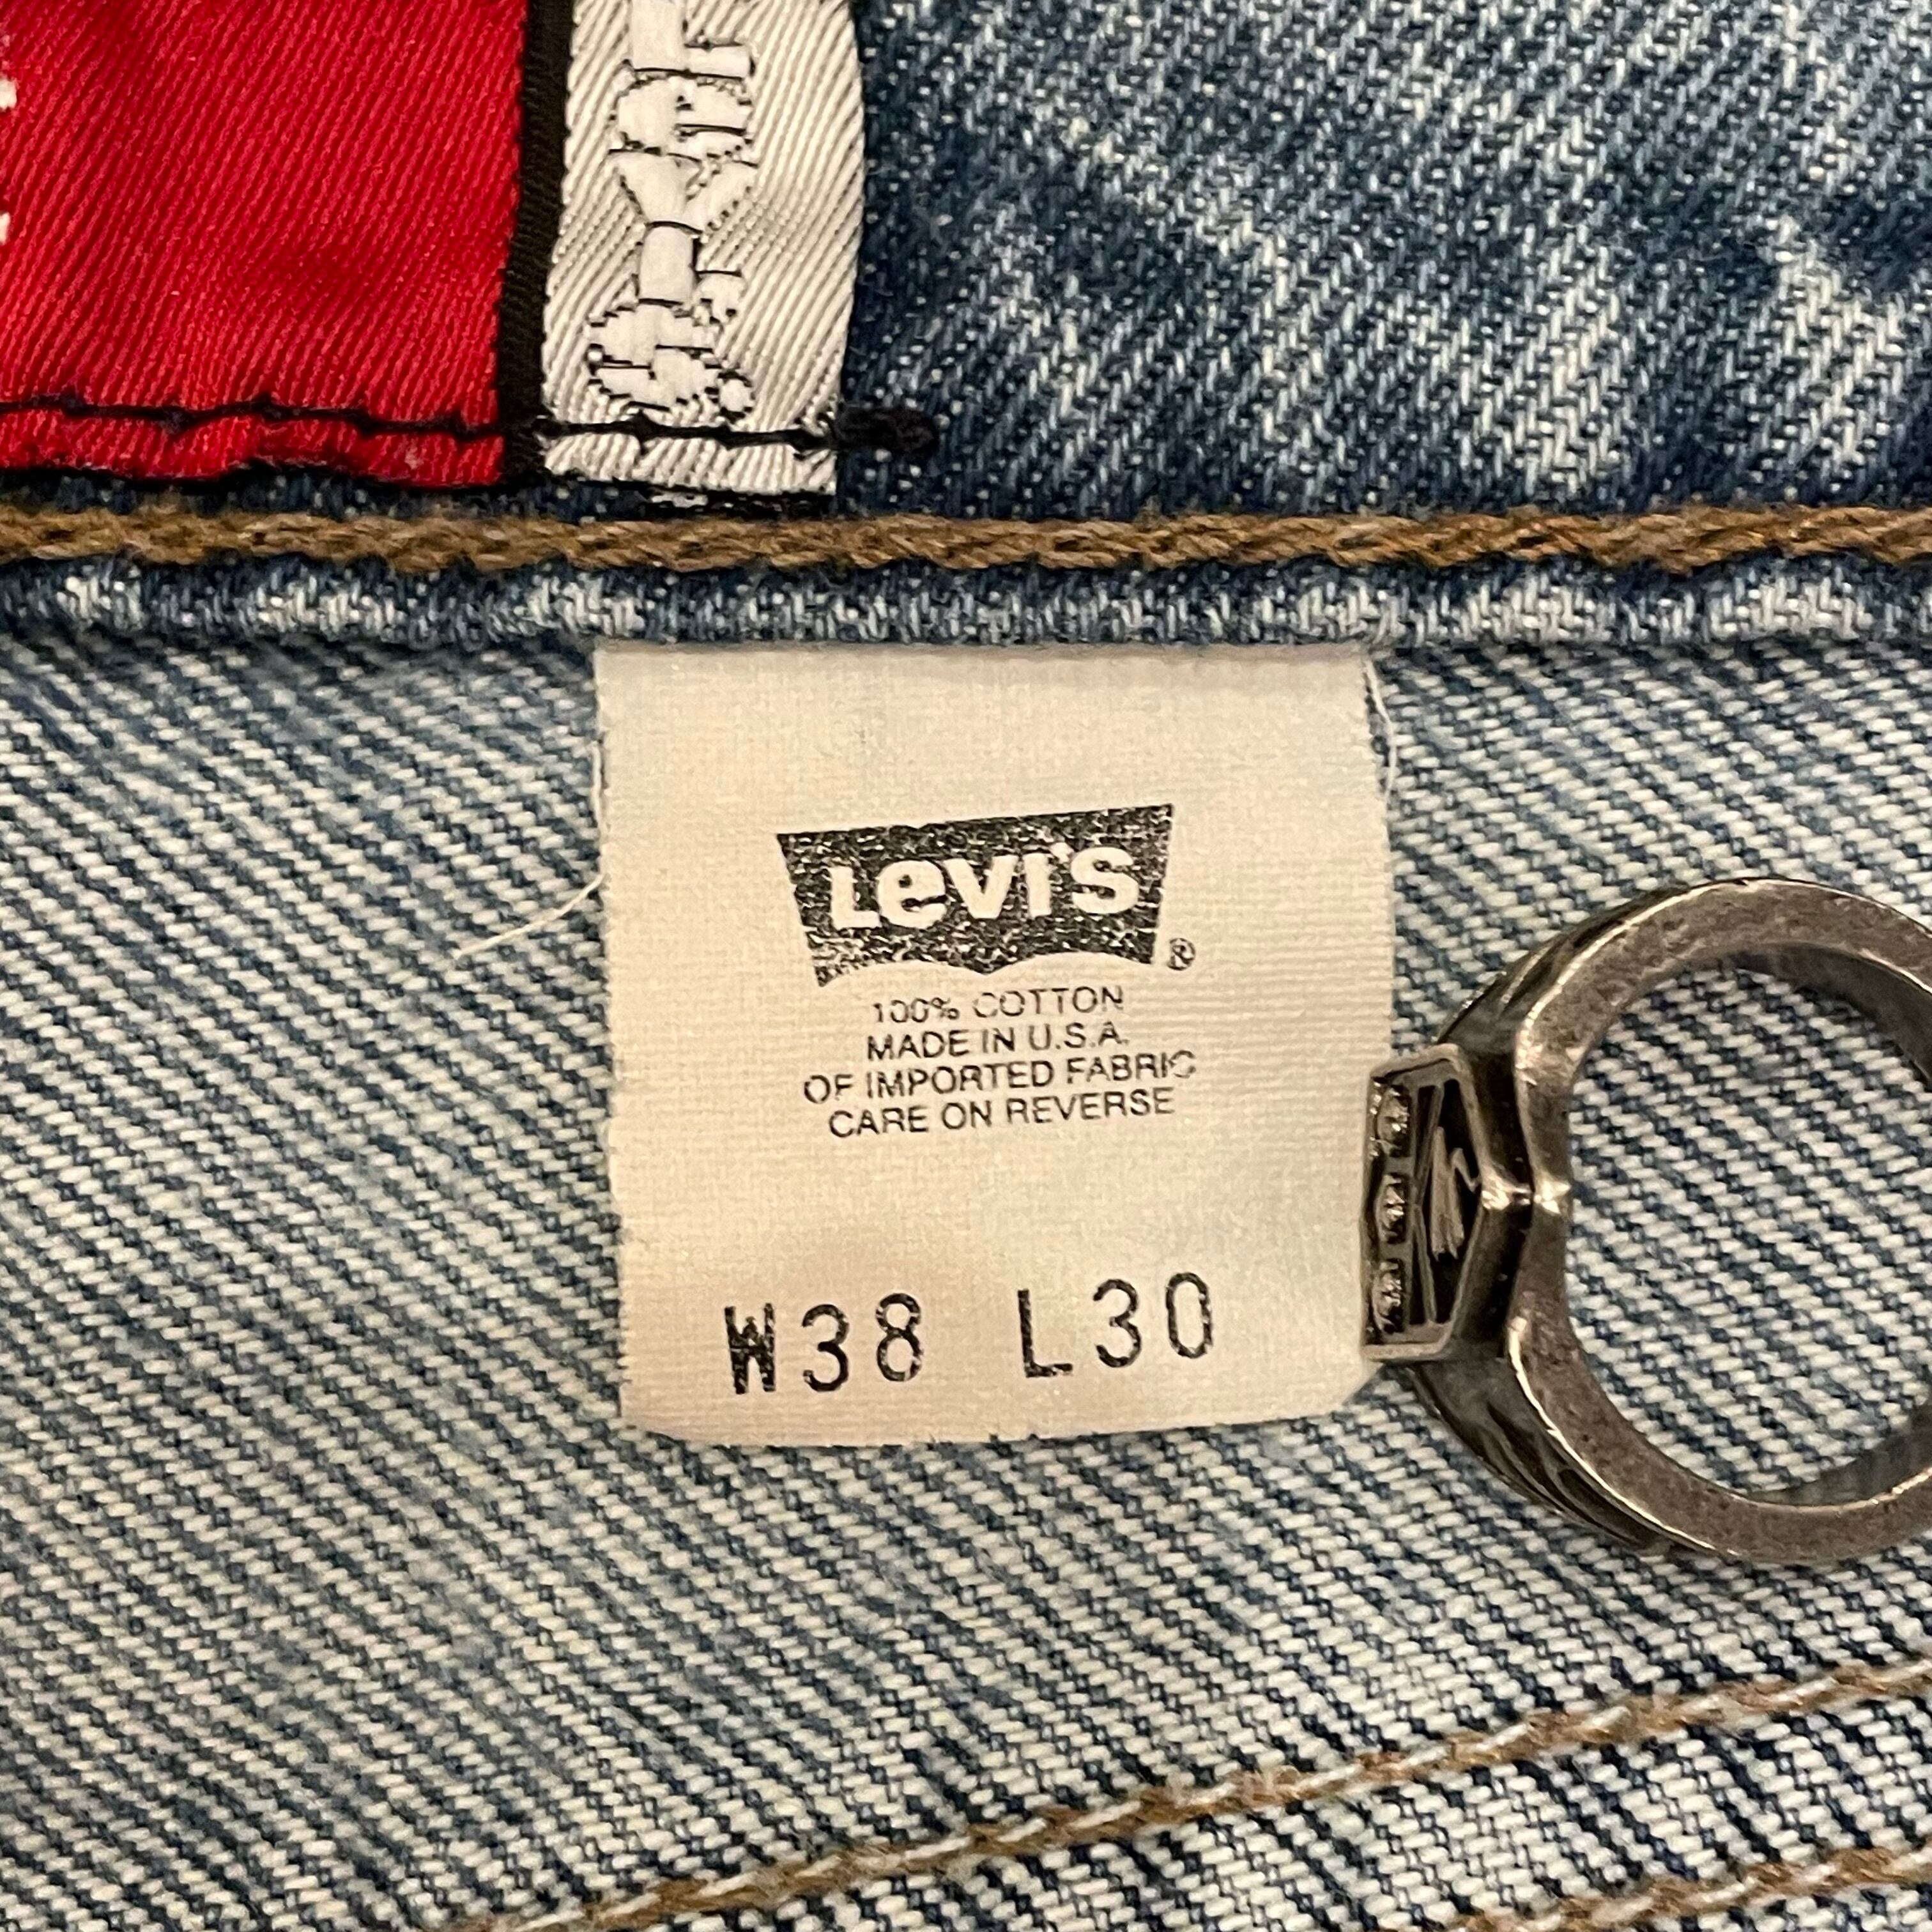 Levi's ®
100% COTTON
MADE IN U.S.A.
OF IMPORTED FABRIC
CARE ON REVERSE
W38 L30